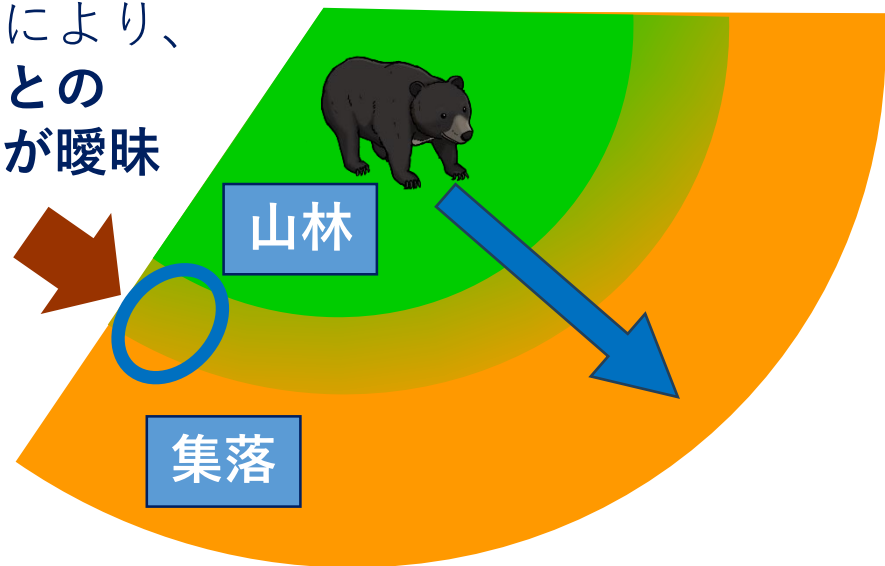 により、
との
が曖昧
山林
集落